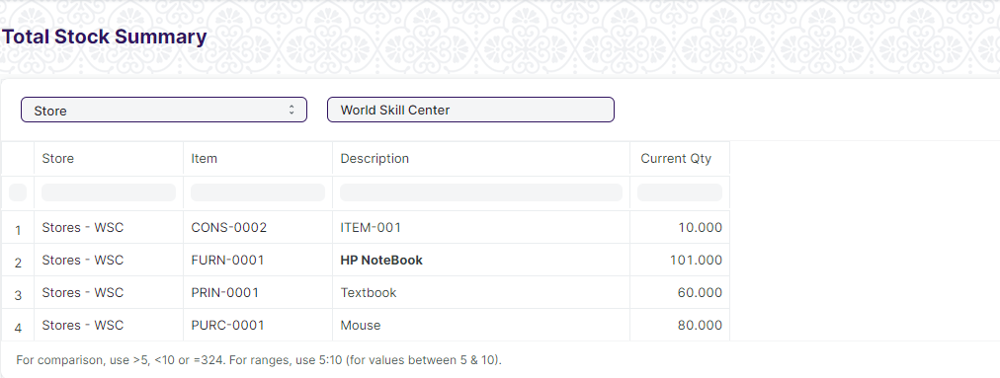 Total Stock Summary
Store World Skill Center
Store Item Description Current Qty
1 Stores - WSC CONS-0002 ITEM-001 10.000
2 Stores - WSC FURN-0001 HP NoteBook 101.000
3 Stores - WSC PRIN-0001 Textbook 60.000
4 Stores - WSC PURC-0001 Mouse 80.000
For comparison, use >5, <10 or =324. For ranges, use 5:10 (for values between 5 & 10).